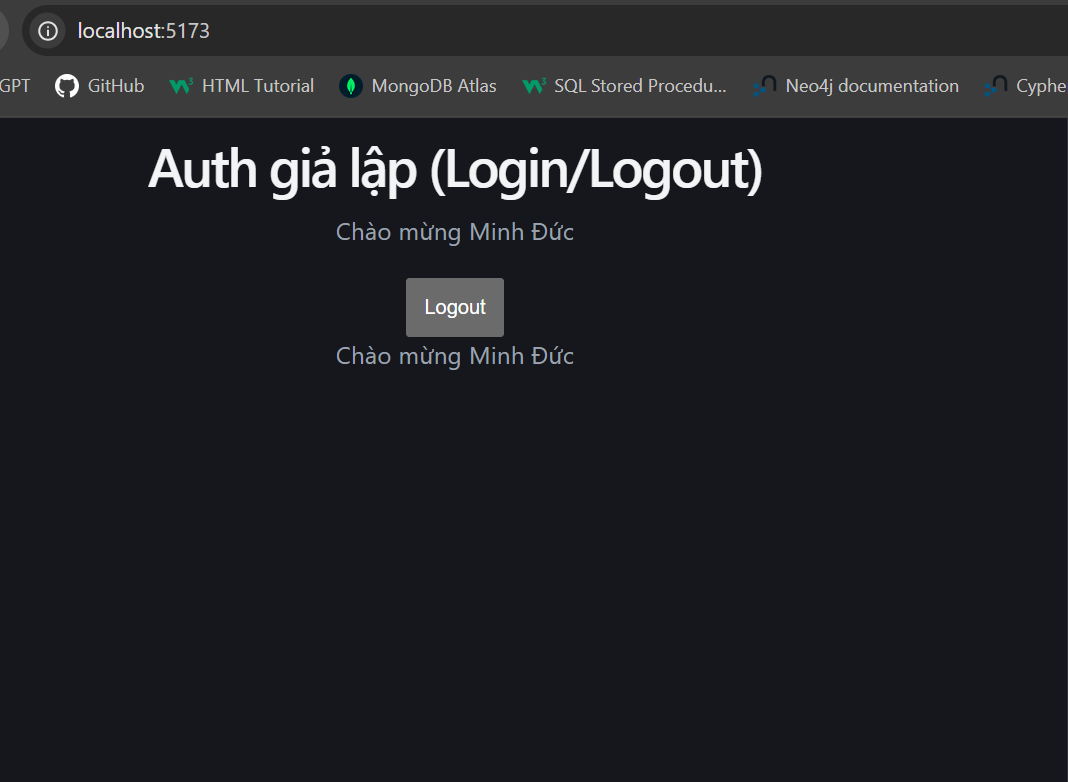 localhost:5173
GPT GitHub HTML Tutorial MongoDB Atlas SQL Stored Procedu... Neo4j documentation Cyphe
Auth giả lập (Login/Logout)
Chào mừng Minh Đức
Logout
Chào mừng Minh Đức